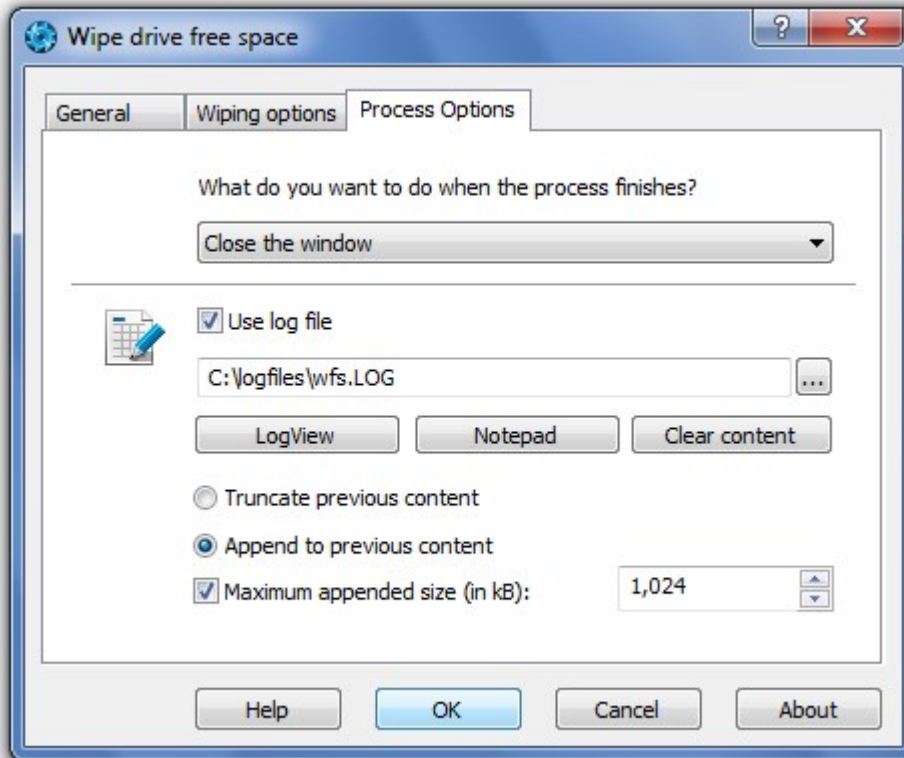 Wipe drive free space
General Wiping options Process Options
What do you want to do when the process finishes?
Close the window
Use log file
C:\logfiles\wfs.LOG ...
LogView Notepad Clear content
Truncate previous content
Append to previous content
Maximum appended size (in kB): 1,024
Help OK Cancel About